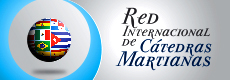 Red
Internacional
de Cátedras
Martianas